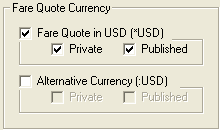 Fare Quote Currency
Fare Quote in USD (*USD)
Private Published
Alternative Currency (:USD)
Private Published